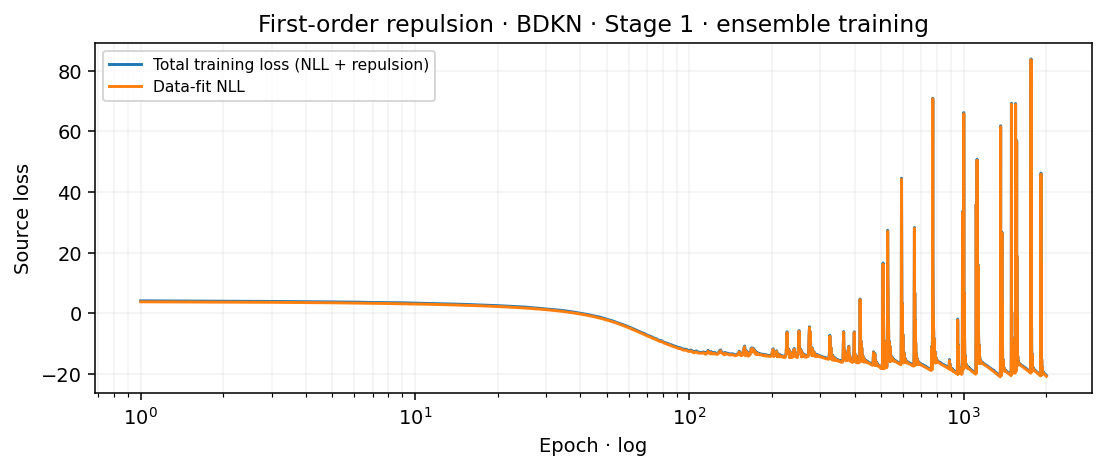 First-order repulsion · BDKN · Stage 1 · ensemble training
Total training loss (NLL + repulsion)
Data-fit NLL
Source loss
80
60
40
20
0
−20
10⁰
10¹
10²
10³
Epoch · log